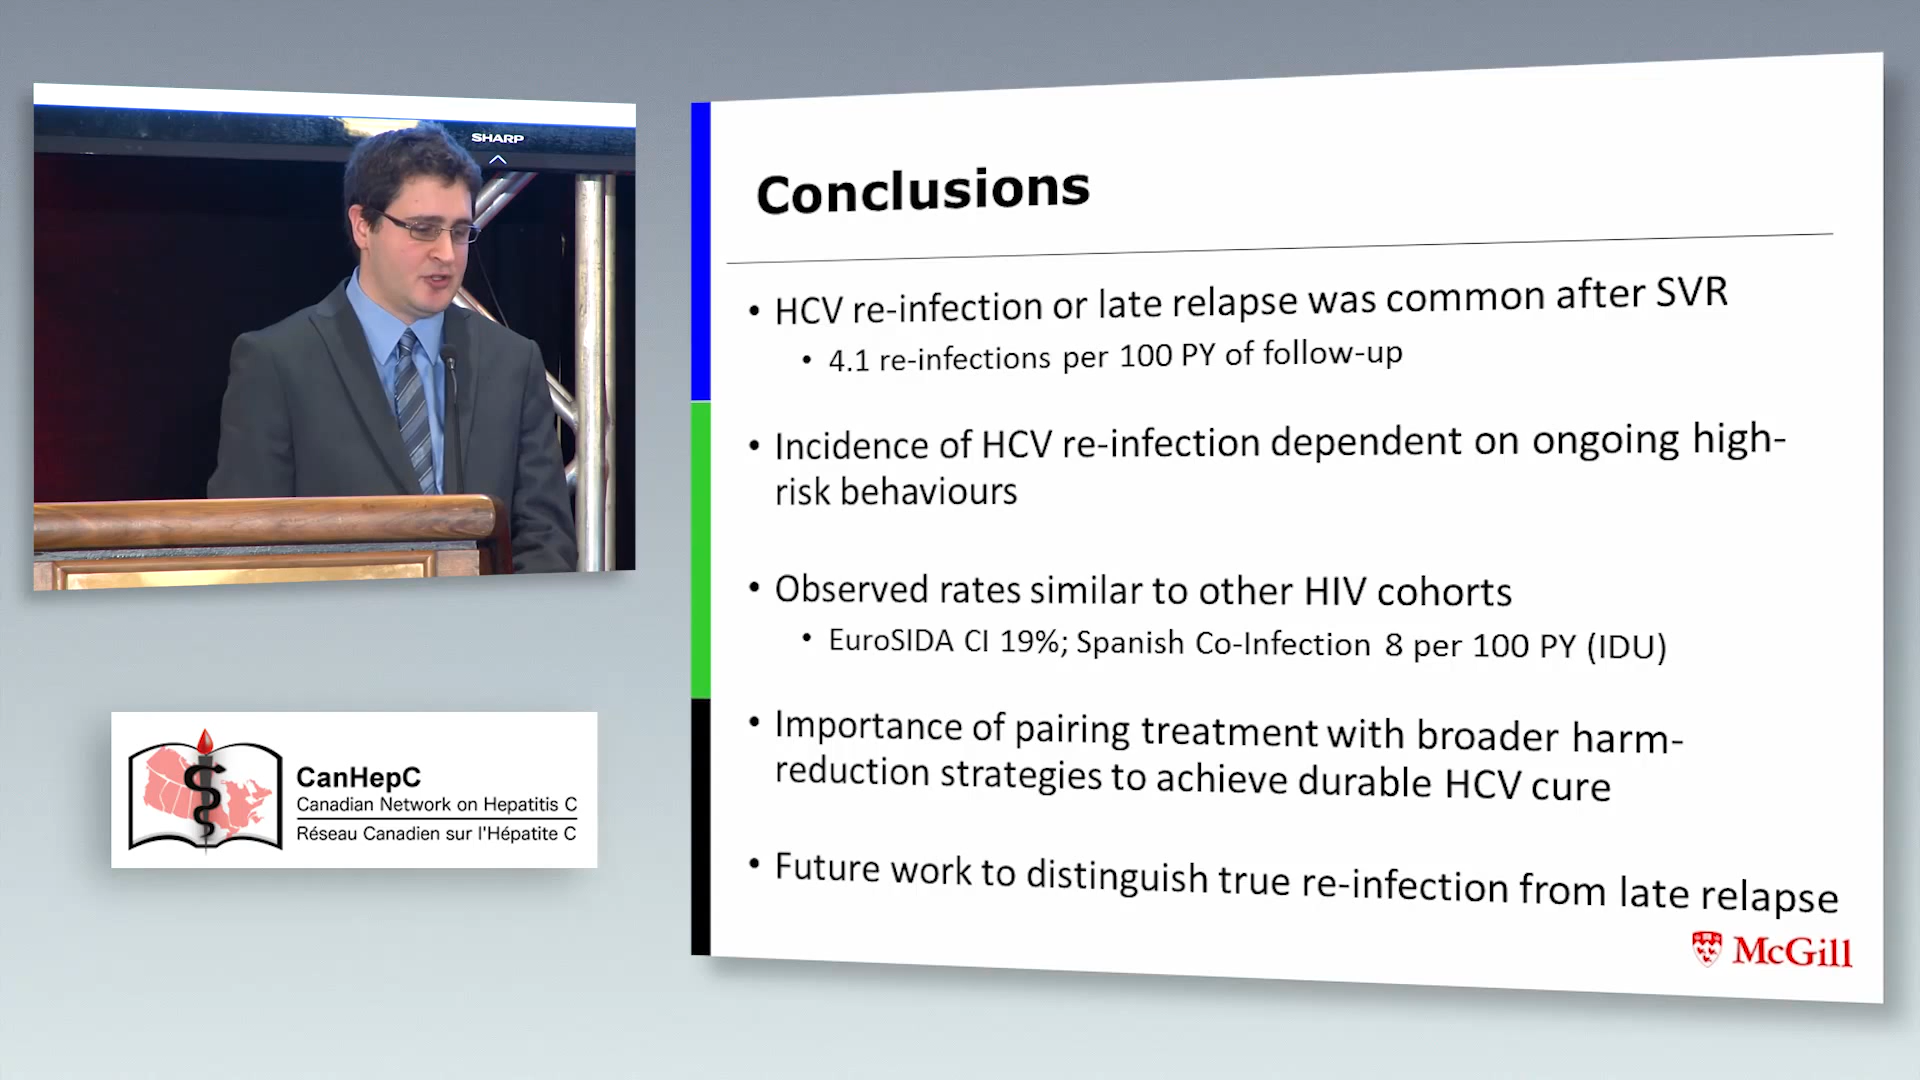 SHARP
Conclusions
• HCV re-infection or late relapse was common after SVR
• 4.1 re-infections per 100 PY of follow-up
• Incidence of HCV re-infection dependent on ongoing high-
risk behaviours
• Observed rates similar to other HIV cohorts
• EuroSIDA CI 19%; Spanish Co-Infection 8 per 100 PY (IDU)
• Importance of pairing treatment with broader harm-
reduction strategies to achieve durable HCV cure
• Future work to distinguish true re-infection from late relapse
McGill
CanHepC
Canadian Network on Hepatitis C
Réseau Canadien sur l'Hépatite C